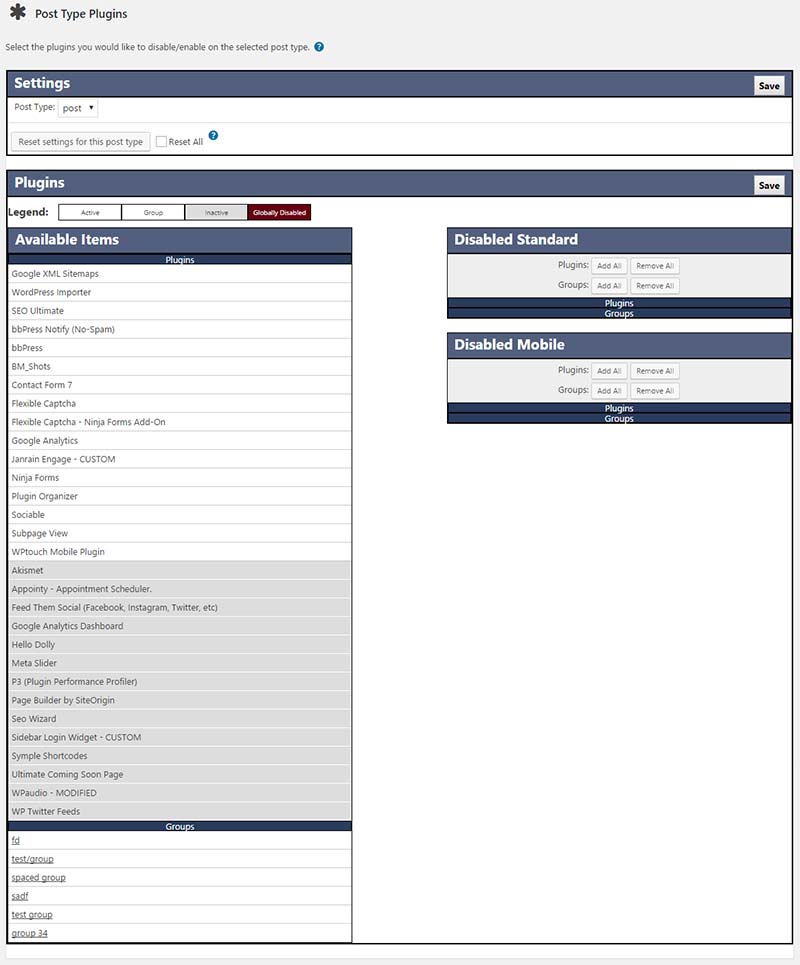 Post Type Plugins
Select the plugins you would like to disable/enable on the selected post type. ?
Settings
Save
Post Type: post
Reset settings for this post type Reset All ?
Plugins
Save
Legend: Active Group Inactive Globally Disabled
Available Items
Plugins
Google XML Sitemaps
WordPress Importer
SEO Ultimate
bbPress Notify (No-Spam)
bbPress
BM_Shots
Contact Form 7
Flexible Captcha
Flexible Captcha - Ninja Forms Add-On
Google Analytics
Janrain Engage - CUSTOM
Ninja Forms
Plugin Organizer
Sociable
Subpage View
WPtouch Mobile Plugin
Akismet
Appointy - Appointment Scheduler.
Feed Them Social (Facebook, Instagram, Twitter, etc)
Google Analytics Dashboard
Hello Dolly
Meta Slider
P3 (Plugin Performance Profiler)
Page Builder by SiteOrigin
Seo Wizard
Sidebar Login Widget - CUSTOM
Symple Shortcodes
Ultimate Coming Soon Page
WPaudio - MODIFIED
WP Twitter Feeds
Groups
fd
test/group
spaced group
sadf
test group
group 34
Disabled Standard
Plugins: Add All Remove All
Groups: Add All Remove All
Plugins
Groups
Disabled Mobile
Plugins: Add All Remove All
Groups: Add All Remove All
Plugins
Groups